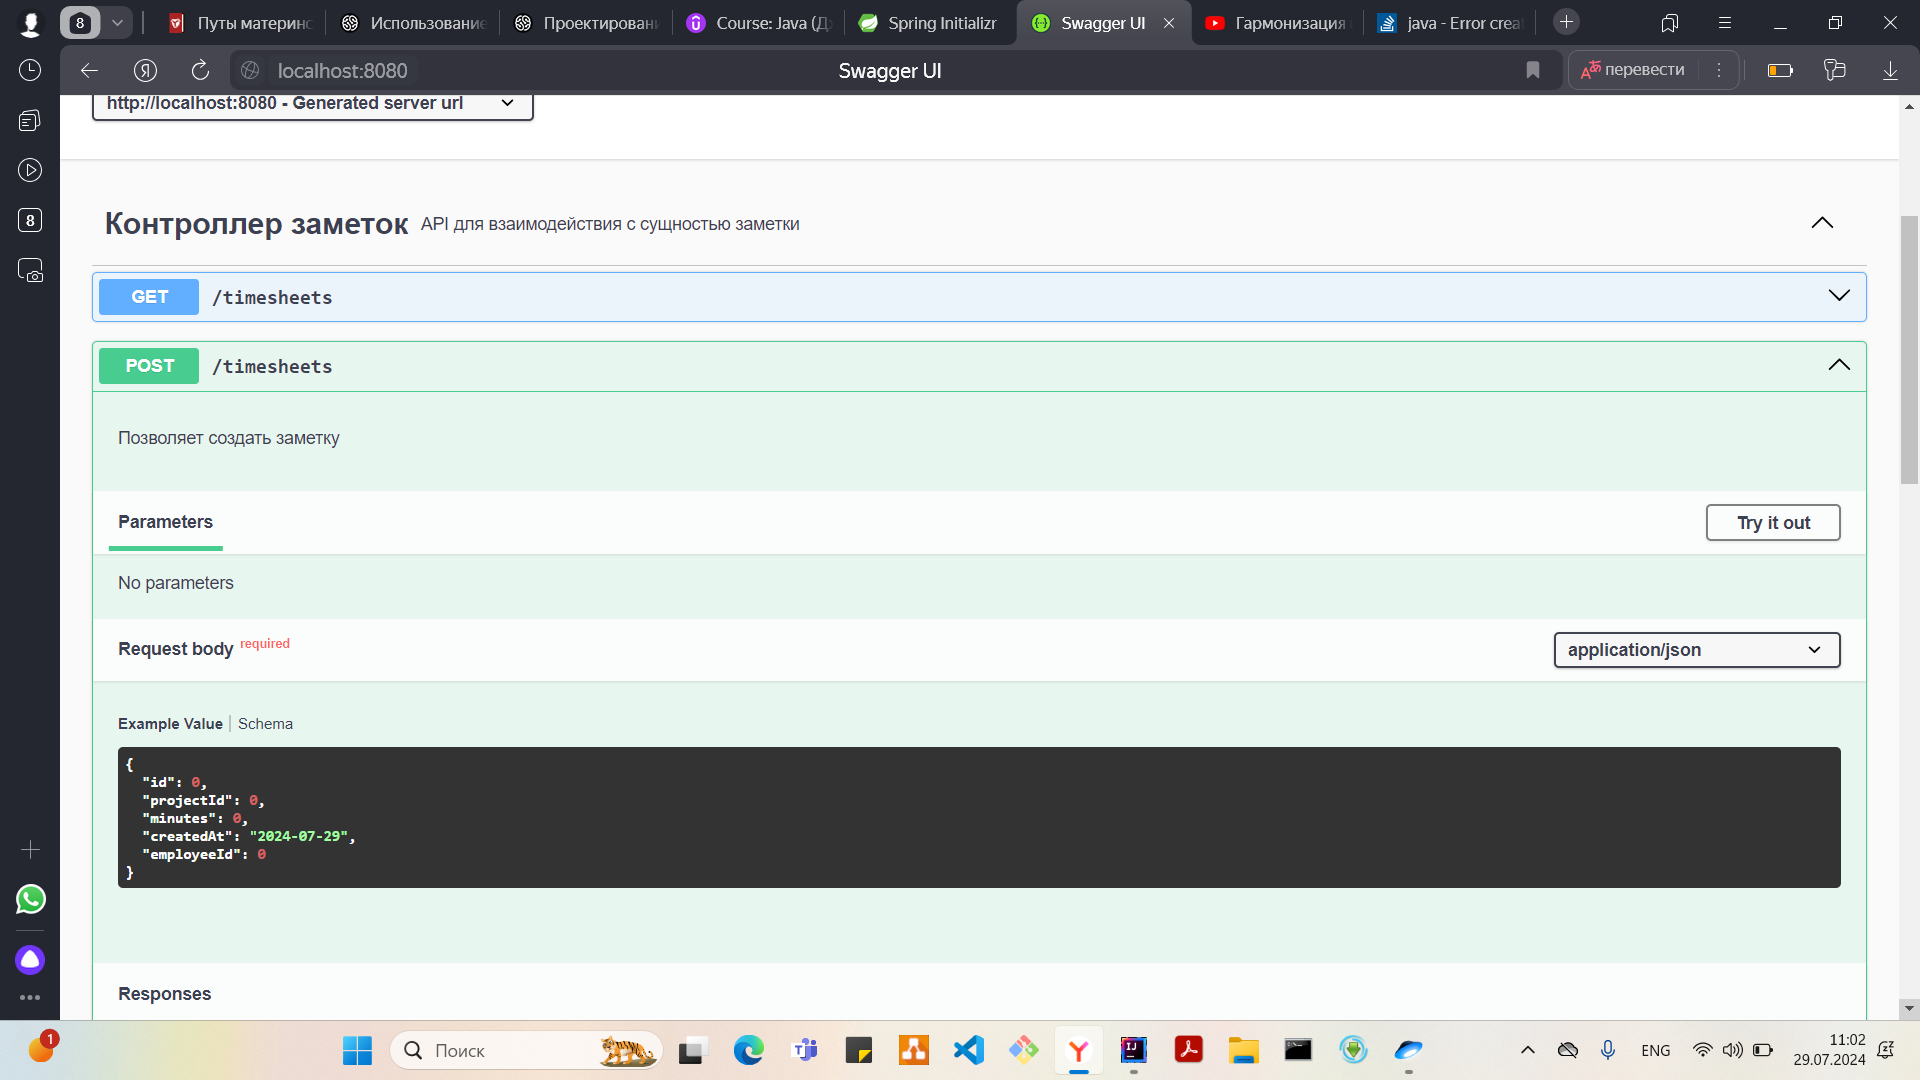 8
Путы материнс
Использование
Проектировани
Course: Java (Д
Spring Initializr
Swagger UI
Гармонизация
java - Error crea
localhost:8080
Swagger UI
перевести
8
http://localhost:8080 - Generated server url
Контроллер заметок
API для взаимодействия с сущностью заметки
GET
/timesheets
POST
/timesheets
Позволяет создать заметку
Parameters
Try it out
No parameters
Request body required
application/json
Example Value | Schema
{
"id": 0,
"projectId": 0,
"minutes": 0,
"createdAt": "2024-07-29",
"employeeId": 0
}
Responses
1
Поиск
ENG
11:02
29.07.2024